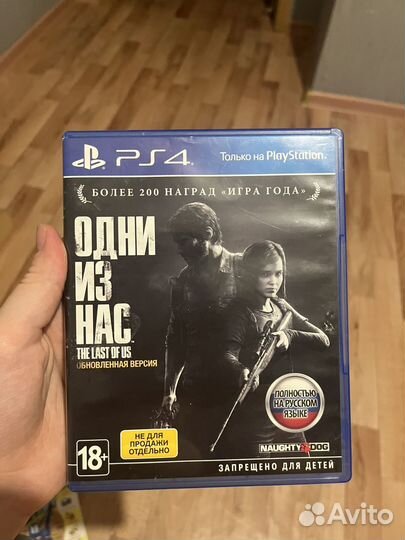 PS4
Только на PlayStation
БОЛЕЕ 200 НАГРАД «ИГРА ГОДА»
ОДНИ
ИЗ
НАС
THE LAST OF US
ОБНОВЛЕННАЯ ВЕРСИЯ
ПОЛНОСТЬЮ
НА РУССКОМ
ЯЗЫКЕ
НЕ ДЛЯ
ПРОДАЖИ
ОТДЕЛЬНО
18+
NAUGHTY DOG
ЗАПРЕЩЕНО ДЛЯ ДЕТЕЙ
Avito